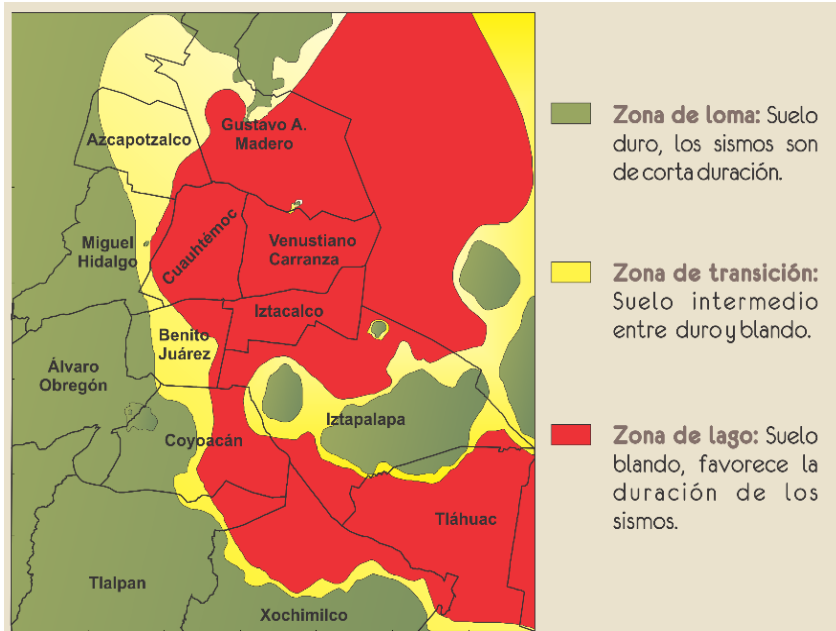 Azcapotzalco
Gustavo A.
Madero
Miguel
Hidalgo
Cuauhtémoc
Venustiano
Carranza
Iztacalco
Benito
Juárez
Álvaro
Obregón
Iztapalapa
Coyoacán
Tláhuac
Tlalpan
Xochimilco
Zona de loma: Suelo
duro, los sismos son
de corta duración.
Zona de transición:
Suelo intermedio
entre duro y blando.
Zona de lago: Suelo
blando, favorece la
duración de los
sismos.